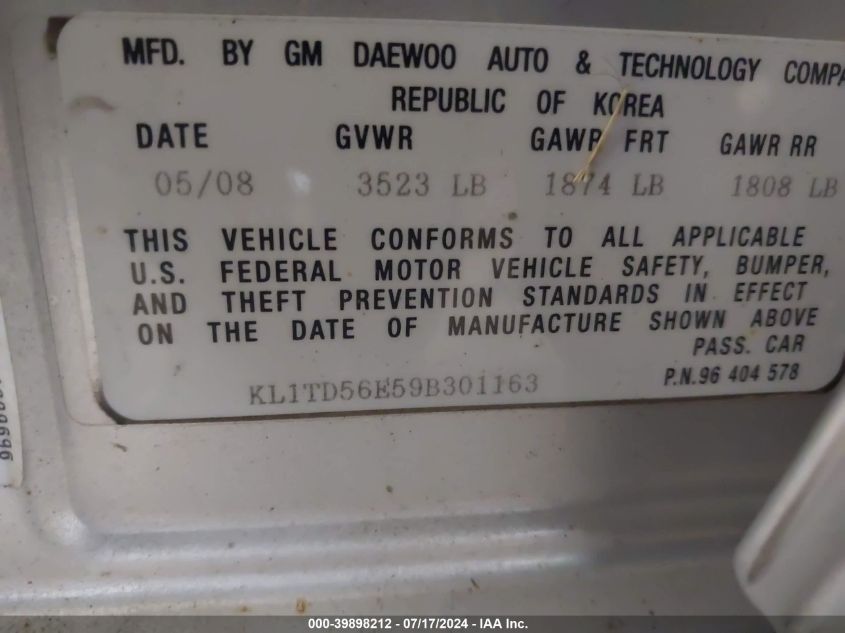 MFD. BY GM DAEWOO AUTO & TECHNOLOGY COMPA
REPUBLIC OF KOREA
DATE GVWR GAWR FRT GAWR RR
05/08 3523 LB 1874 LB 1808 LB
THIS VEHICLE CONFORMS TO ALL APPLICABLE
U.S. FEDERAL MOTOR VEHICLE SAFETY, BUMPER,
AND THEFT PREVENTION STANDARDS IN EFFECT
ON THE DATE OF MANUFACTURE SHOWN ABOVE
PASS. CAR
KL1TD56E59B301163 P.N.96 404 578
000-39898212 - 07/17/2024 - IAA Inc.